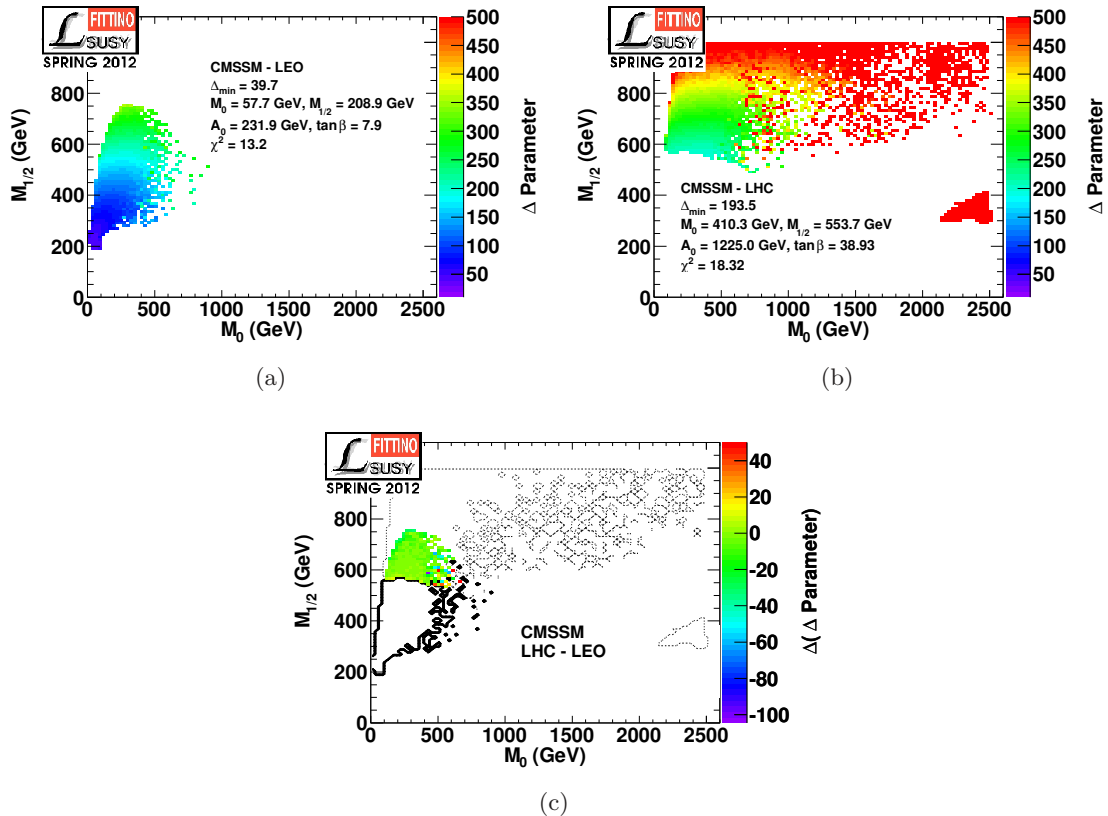 FITTINO
SUSY
SPRING 2012
CMSSM - LEO
Δmin = 39.7
M0 = 57.7 GeV, M1/2 = 208.9 GeV
A0 = 231.9 GeV, tanβ = 7.9
χ2 = 13.2
M1/2 (GeV)
800
600
400
200
0
0 500 1000 1500 2000 2500
M0 (GeV)
500
450
400
350
300
250
200
150
100
50
Δ Parameter
(a)
FITTINO
SUSY
SPRING 2012
M1/2 (GeV)
800
600
400
200
0
CMSSM - LHC
Δmin = 193.5
M0 = 410.3 GeV, M1/2 = 553.7 GeV
A0 = 1225.0 GeV, tanβ = 38.93
χ2 = 18.32
0 500 1000 1500 2000 2500
M0 (GeV)
500
450
400
350
300
250
200
150
100
50
Δ Parameter
(b)
FITTINO
SUSY
SPRING 2012
M1/2 (GeV)
800
600
400
200
0
CMSSM
LHC - LEO
0 500 1000 1500 2000 2500
M0 (GeV)
40
20
0
-20
-40
-60
-80
-100
Δ( Δ Parameter)
(c)